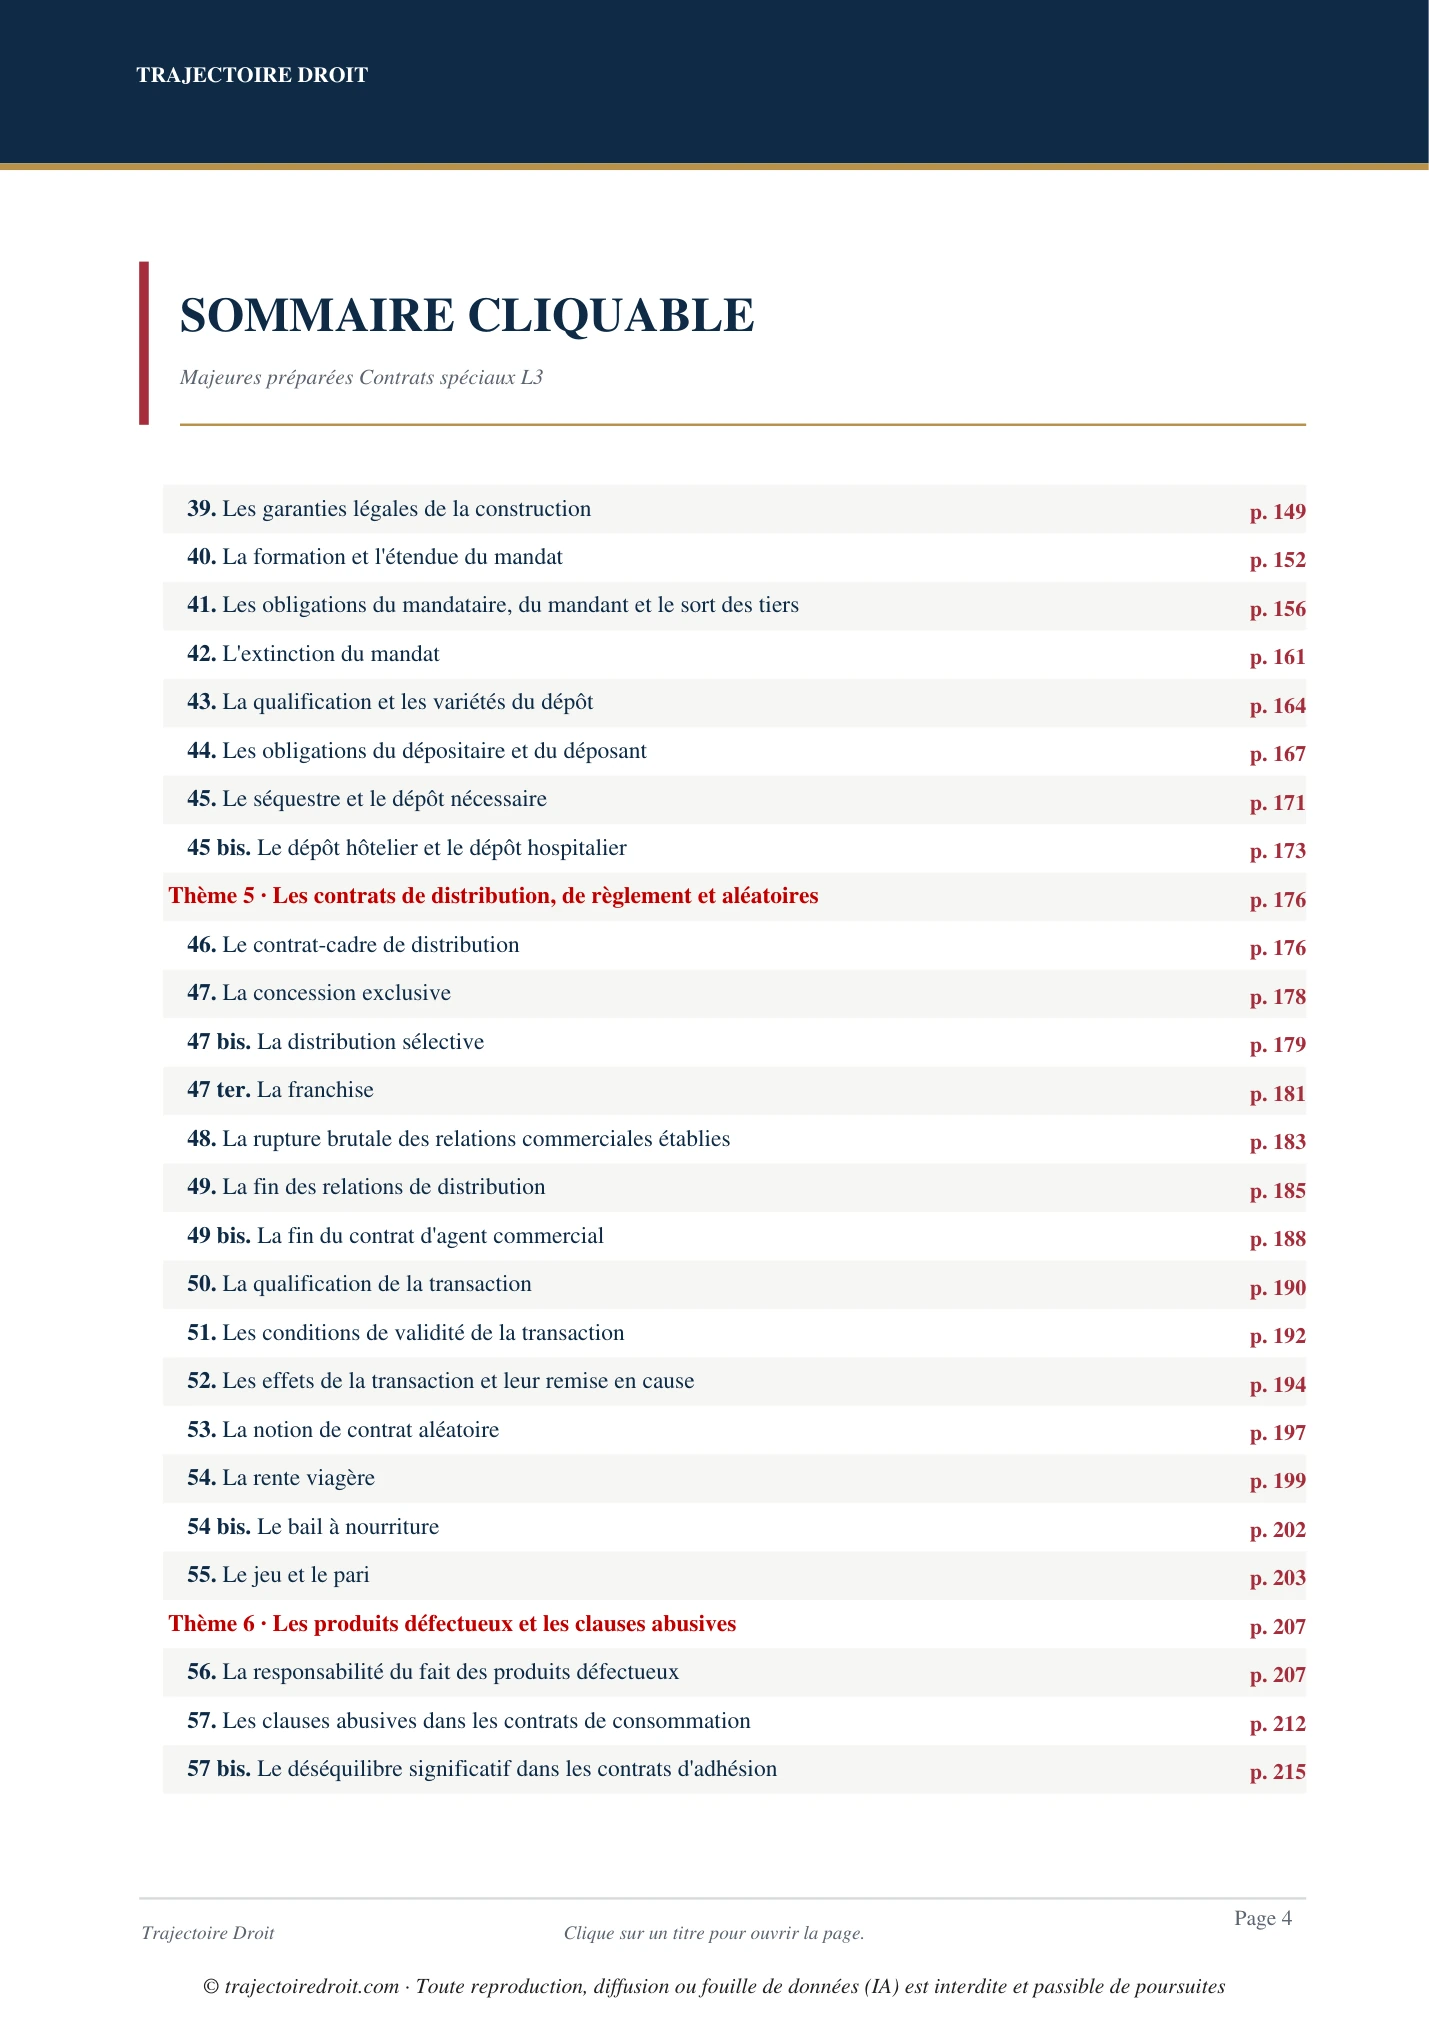 TRAJECTOIRE DROIT
SOMMAIRE CLIQUABLE
Majeures préparées Contrats spéciaux L3
39. Les garanties légales de la construction p. 149
40. La formation et l'étendue du mandat p. 152
41. Les obligations du mandataire, du mandant et le sort des tiers p. 156
42. L'extinction du mandat p. 161
43. La qualification et les variétés du dépôt p. 164
44. Les obligations du dépositaire et du déposant p. 167
45. Le séquestre et le dépôt nécessaire p. 171
45 bis. Le dépôt hôtelier et le dépôt hospitalier p. 173
Thème 5 · Les contrats de distribution, de règlement et aléatoires p. 176
46. Le contrat-cadre de distribution p. 176
47. La concession exclusive p. 178
47 bis. La distribution sélective p. 179
47 ter. La franchise p. 181
48. La rupture brutale des relations commerciales établies p. 183
49. La fin des relations de distribution p. 185
49 bis. La fin du contrat d'agent commercial p. 188
50. La qualification de la transaction p. 190
51. Les conditions de validité de la transaction p. 192
52. Les effets de la transaction et leur remise en cause p. 194
53. La notion de contrat aléatoire p. 197
54. La rente viagère p. 199
54 bis. Le bail à nourriture p. 202
55. Le jeu et le pari p. 203
Thème 6 · Les produits défectueux et les clauses abusives p. 207
56. La responsabilité du fait des produits défectueux p. 207
57. Les clauses abusives dans les contrats de consommation p. 212
57 bis. Le déséquilibre significatif dans les contrats d'adhésion p. 215
Page 4
Trajectoire Droit Clique sur un titre pour ouvrir la page.
© trajectoiredroit.com · Toute reproduction, diffusion ou fouille de données (IA) est interdite et passible de poursuites